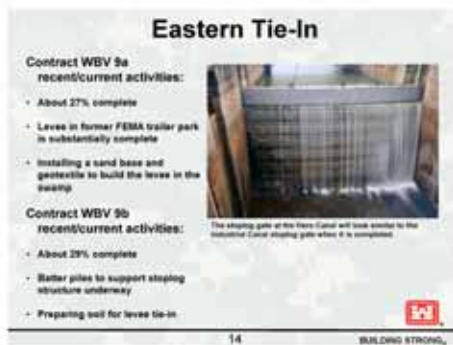 Eastern Tie-In
Contract WBV 9a
recent/current activities:
• About 27% complete
• Levee in former FEMA trailer park
is substantially complete
• Installing a sand base and
geotextile to build the levee in the
swamp
Contract WBV 9b
recent/current activities:
• About 29% complete
• Batter piles to support stoplog
structure underway
• Preparing soil for levee tie-in
The stoplog gate at the Hero Canal will look similar to the
Industrial Canal stoplog gate when it is completed.
14
BUILDING STRONG®